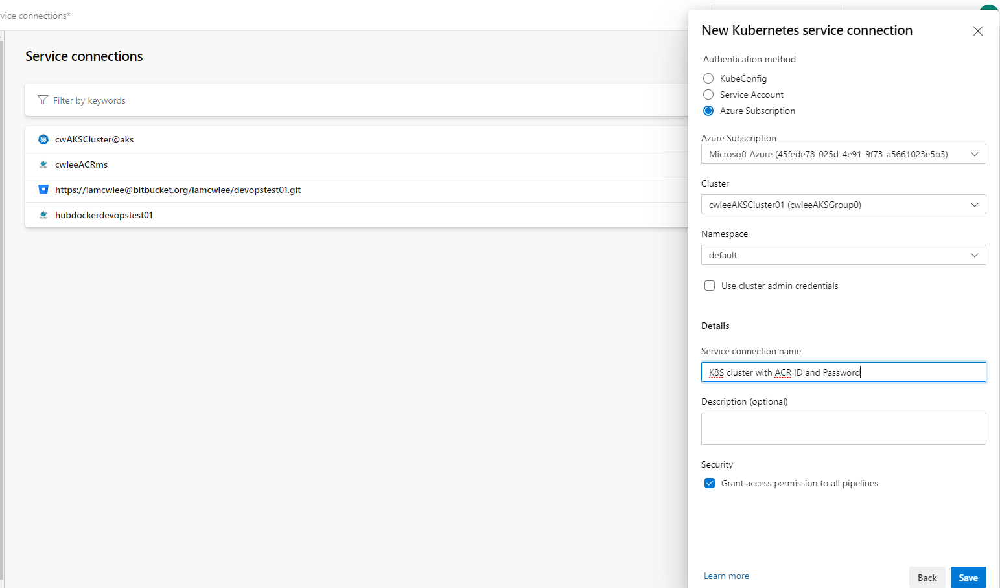 vice connections*
Service connections
Filter by keywords
cwAKSCluster@aks
cwleeACRms
https://iamcwlee@bitbucket.org/iamcwlee/devopstest01.git
hubdockerdevopstest01
New Kubernetes service connection
Authentication method
KubeConfig
Service Account
Azure Subscription
Azure Subscription
Microsoft Azure (45fede78-025d-4e91-9f73-a5661023e5b3)
Cluster
cwleeAKSCluster01 (cwleeAKSGroup0)
Namespace
default
Use cluster admin credentials
Details
Service connection name
K8S cluster with ACR ID and Password
Description (optional)
Security
Grant access permission to all pipelines
Learn more
Back
Save